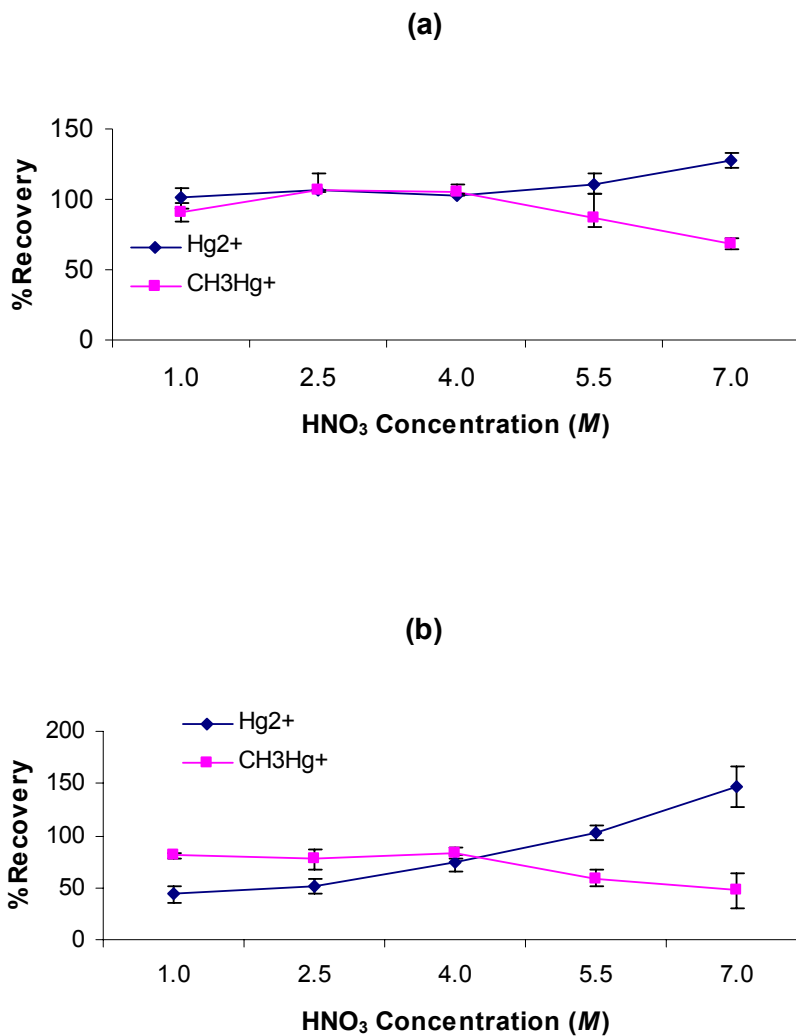 (a)
150
100
50
0
%Recovery
Hg2+
CH3Hg+
1.0 2.5 4.0 5.5 7.0
HNO₃ Concentration (M)
(b)
200
150
100
50
0
%Recovery
Hg2+
CH3Hg+
1.0 2.5 4.0 5.5 7.0
HNO₃ Concentration (M)